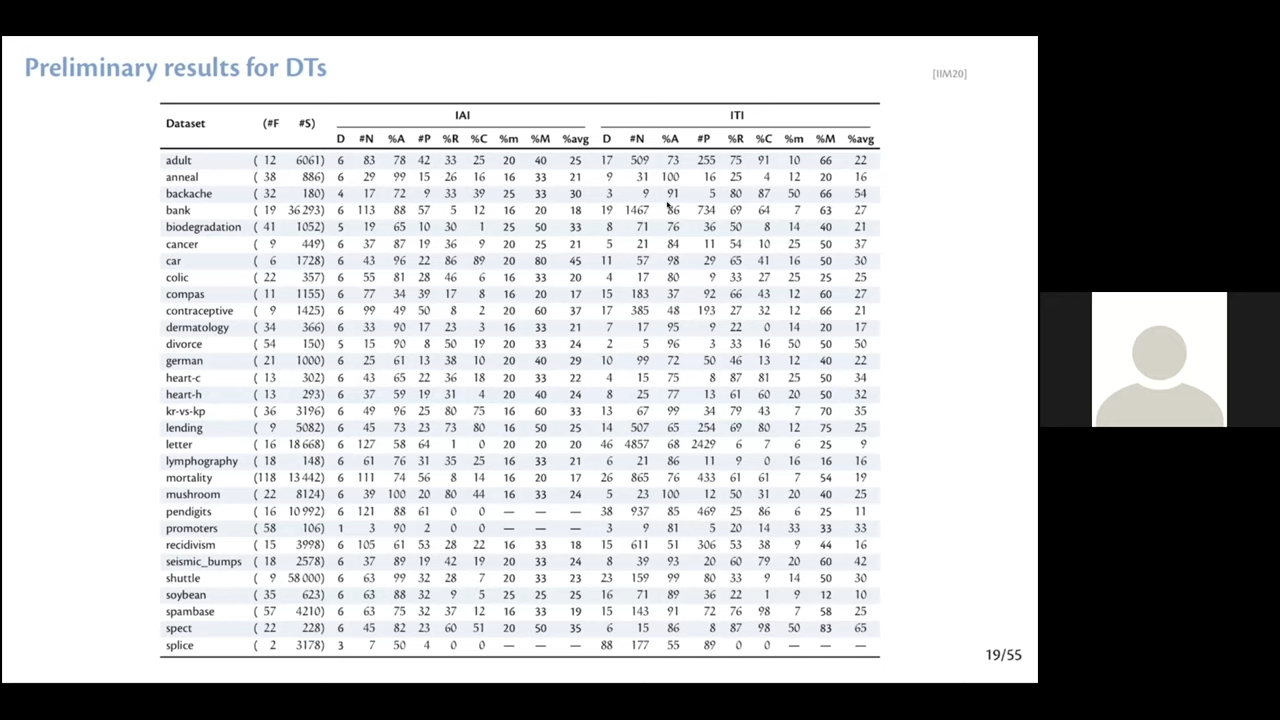 Preliminary results for DTs
[IIM20]
IAI ITI
Dataset (#F #S) D #N %A #P %R %C %m %M %avg D #N %A #P %R %C %m %M %avg
adult ( 12 6061) 6 83 78 42 33 25 20 40 25 17 509 73 255 75 91 10 66 22
anneal ( 38 886) 6 29 99 15 26 16 16 33 21 9 31 100 16 25 4 12 20 16
backache ( 32 180) 4 17 72 9 33 39 25 33 30 3 9 91 5 80 87 50 66 54
bank ( 19 36 293) 6 113 88 57 5 12 16 20 18 19 1467 86 734 69 64 7 63 27
biodegradation ( 41 1052) 5 19 65 10 30 1 25 50 33 8 71 76 36 50 8 14 40 21
cancer ( 9 449) 6 37 87 19 36 9 20 25 21 5 21 84 11 54 10 25 50 37
car ( 6 1728) 6 43 96 22 86 89 20 80 45 11 57 98 29 65 41 16 50 30
colic ( 22 357) 6 55 81 28 46 6 16 33 20 4 17 80 9 33 27 25 25 25
compas ( 11 1155) 6 77 34 39 17 8 16 20 17 15 183 37 92 66 43 12 60 27
contraceptive ( 9 1425) 6 99 49 50 8 2 20 60 37 17 385 48 193 27 32 12 66 21
dermatology ( 34 366) 6 33 90 17 23 3 16 33 21 7 17 95 9 22 0 14 20 17
divorce ( 54 150) 5 15 90 8 50 19 20 33 24 2 5 96 3 33 16 50 50 50
german ( 21 1000) 6 25 61 13 38 10 20 40 29 10 99 72 50 46 13 12 40 22
heart-c ( 13 302) 6 43 65 22 36 18 20 33 22 4 15 75 8 87 81 25 50 34
heart-h ( 13 293) 6 37 59 19 31 4 20 40 24 8 25 77 13 61 60 20 50 32
kr-vs-kp ( 36 3196) 6 49 96 25 80 75 16 60 33 13 67 99 34 79 43 7 70 35
lending ( 9 5082) 6 45 73 23 73 80 16 50 25 14 507 65 254 69 80 12 75 25
letter ( 16 18 668) 6 127 58 64 1 0 20 20 20 46 4857 68 2429 6 7 6 25 9
lymphography ( 18 148) 6 61 76 31 35 25 16 33 21 6 21 86 11 9 0 16 16 16
mortality (118 13 442) 6 111 74 56 8 14 16 20 17 26 865 76 433 61 61 7 54 19
mushroom ( 22 8124) 6 39 100 20 80 44 16 33 24 5 23 100 12 50 31 20 40 25
pendigits ( 16 10 992) 6 121 88 61 0 0 — — — 38 937 85 469 25 86 6 25 11
promoters ( 58 106) 1 3 90 2 0 0 — — — 3 9 81 5 20 14 33 33 33
recidivism ( 15 3998) 6 105 61 53 28 22 16 33 18 15 611 51 306 53 38 9 44 16
seismic_bumps ( 18 2578) 6 37 89 19 42 19 20 33 24 8 39 93 20 60 79 20 60 42
shuttle ( 9 58 000) 6 63 99 32 28 7 20 33 23 23 159 99 80 33 9 14 50 30
soybean ( 35 623) 6 63 88 32 9 5 25 25 25 16 71 89 36 22 1 9 12 10
spambase ( 57 4210) 6 63 75 32 37 12 16 33 19 15 143 91 72 76 98 7 58 25
spect ( 22 228) 6 45 82 23 60 51 20 50 35 6 15 86 8 87 98 50 83 65
splice ( 2 3178) 3 7 50 4 0 0 — — — 88 177 55 89 0 0 — — —
19/55